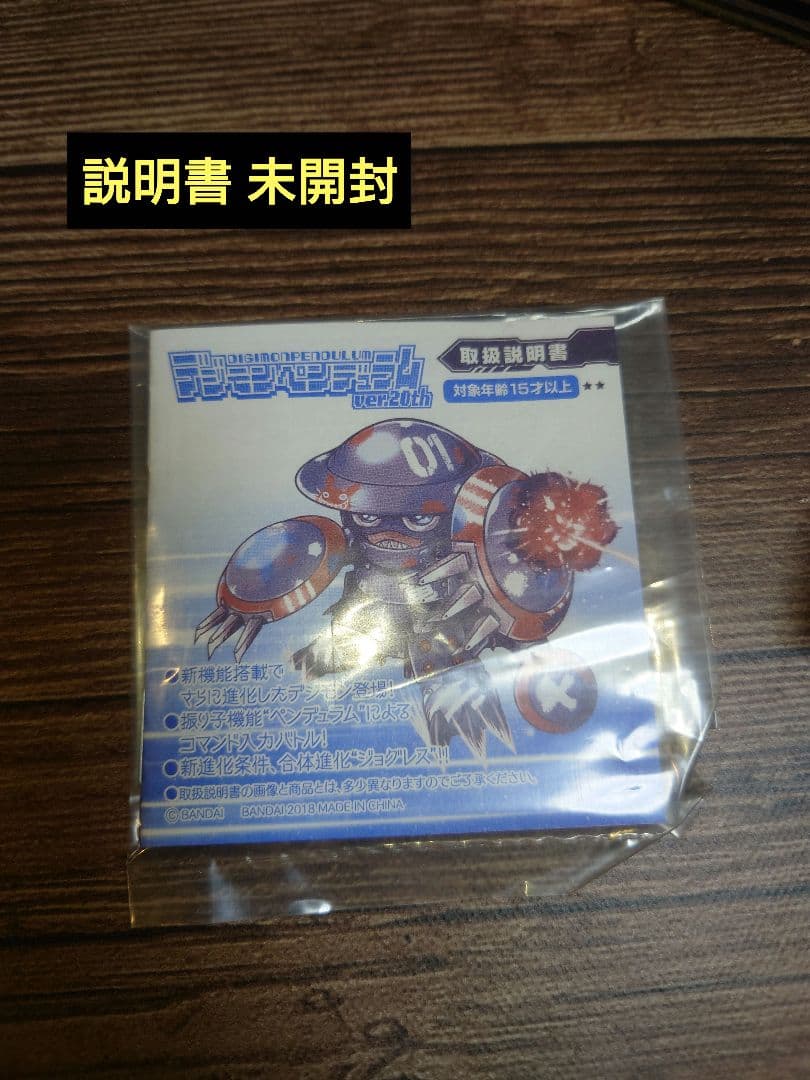 説明書 未開封
DIGIMONPENDULUM
デジモンペンデュラム
ver.20th
取扱説明書
対象年齢15才以上 ★★
01
●新機能搭載で
さらに進化したデジモン登場!
●振り子機能"ペンデュラム"による
コマンド入力バトル!
●新進化条件、合体進化"ジョグレス"!!
●取扱説明書の画像と商品とは、多少異なりますのでご了承ください。
©BANDAI BANDAI 2018 MADE IN CHINA